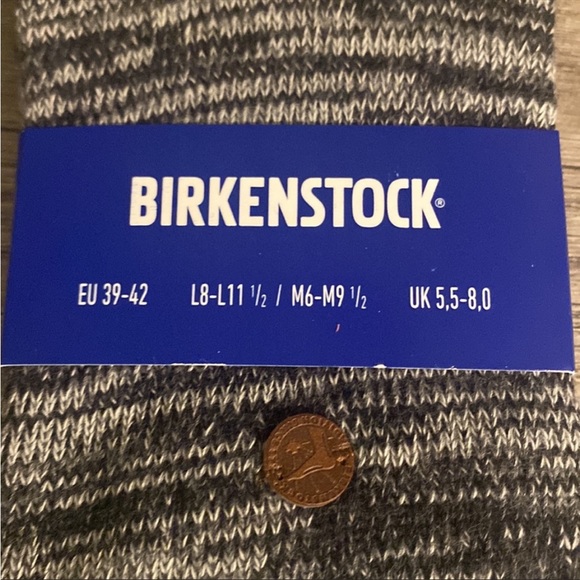 BIRKENSTOCK®
EU 39-42 L8-L11 1/2 / M6-M9 1/2 UK 5,5-8,0